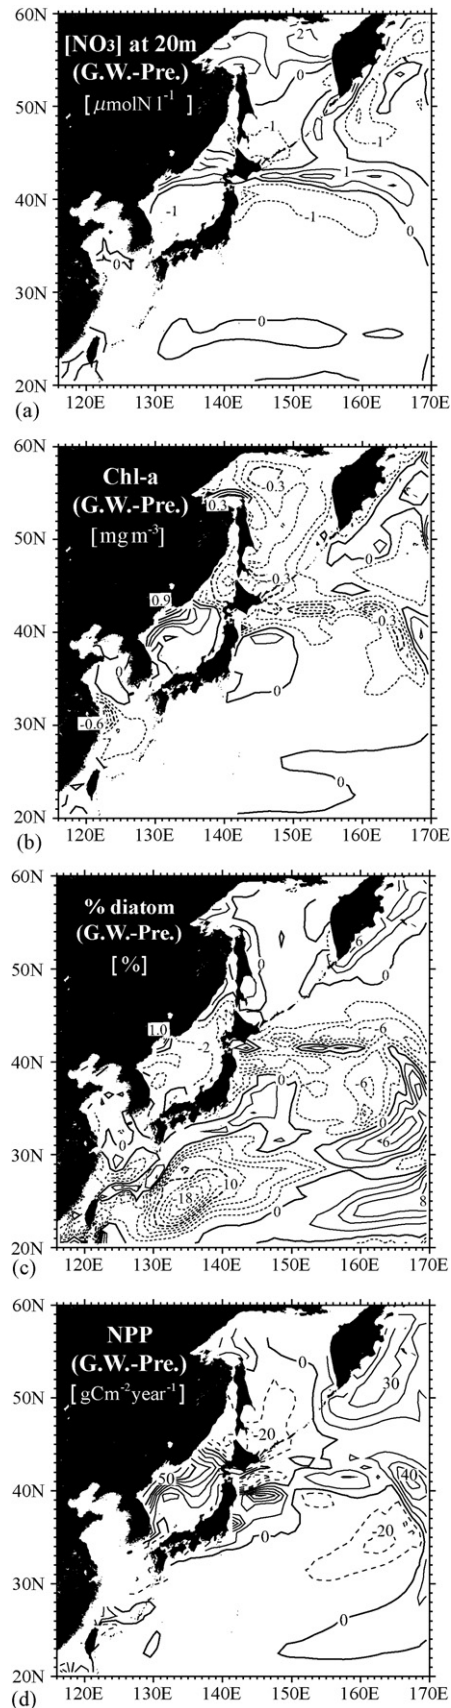 60N
[NO3] at 20m
(G.W.-Pre.)
[ μmolN l-1 ]
-2
0
50N
-1
-1
1
40N
-1
-1
0
0
30N
0
20N
(a)
120E 130E 140E 150E 160E 170E
60N
Chl-a
(G.W.-Pre.)
[ mg m-3 ]
-0.3
0.3
50N
0
0.3
0.9
40N
0
0
-0.6
30N
0
20N
(b)
120E 130E 140E 150E 160E 170E
60N
% diatom
(G.W.-Pre.)
[ % ]
6
0
0
50N
1.0
-2
-6
40N
0
-6
0
0
6
30N
10
18
0
8
20N
(c)
120E 130E 140E 150E 160E 170E
60N
NPP
(G.W.-Pre.)
[ gCm-2year-1 ]
0
30
-20
50N
50
40
40N
-20
0
30N
0
20N
(d)
120E 130E 140E 150E 160E 170E